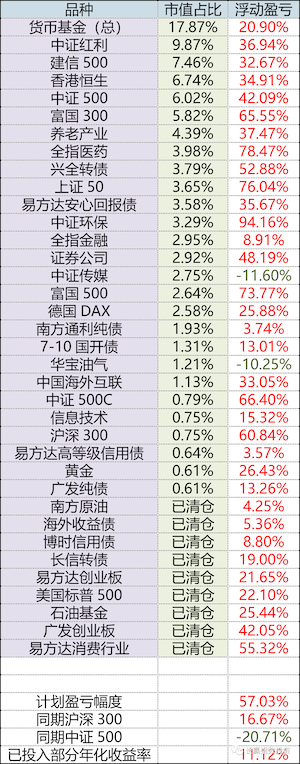 品种 市值占比 浮动盈亏
货币基金（总） 17.87% 20.90%
中证红利 9.87% 36.94%
建信 500 7.46% 32.67%
香港恒生 6.74% 34.91%
中证 500 6.02% 42.09%
富国 300 5.82% 65.55%
养老产业 4.39% 37.47%
全指医药 3.98% 78.47%
兴全转债 3.79% 52.88%
上证 50 3.65% 76.04%
易方达安心回报债 3.58% 35.67%
中证环保 3.29% 94.16%
全指金融 2.95% 8.91%
证券公司 2.92% 48.19%
中证传媒 2.75% -11.60%
富国 500 2.64% 73.77%
德国 DAX 2.58% 25.88%
南方通利纯债 1.93% 3.74%
7-10 国开债 1.31% 13.01%
华宝油气 1.21% -10.25%
中国海外互联 1.13% 33.05%
中证 500C 0.79% 66.40%
信息技术 0.75% 15.32%
沪深 300 0.75% 60.84%
易方达高等级信用债 0.64% 3.57%
黄金 0.61% 26.43%
广发纯债 0.61% 13.26%
南方原油 已清仓 4.25%
海外收益债 已清仓 5.36%
博时信用债 已清仓 8.80%
长信转债 已清仓 19.00%
易方达创业板 已清仓 21.65%
美国标普 500 已清仓 22.10%
石油基金 已清仓 25.44%
广发创业板 已清仓 42.05%
易方达消费行业 已清仓 55.32%
计划盈亏幅度 57.03%
同期沪深 300 16.67%
同期中证 500 -20.71%
已投入部分年化收益率 11.12%